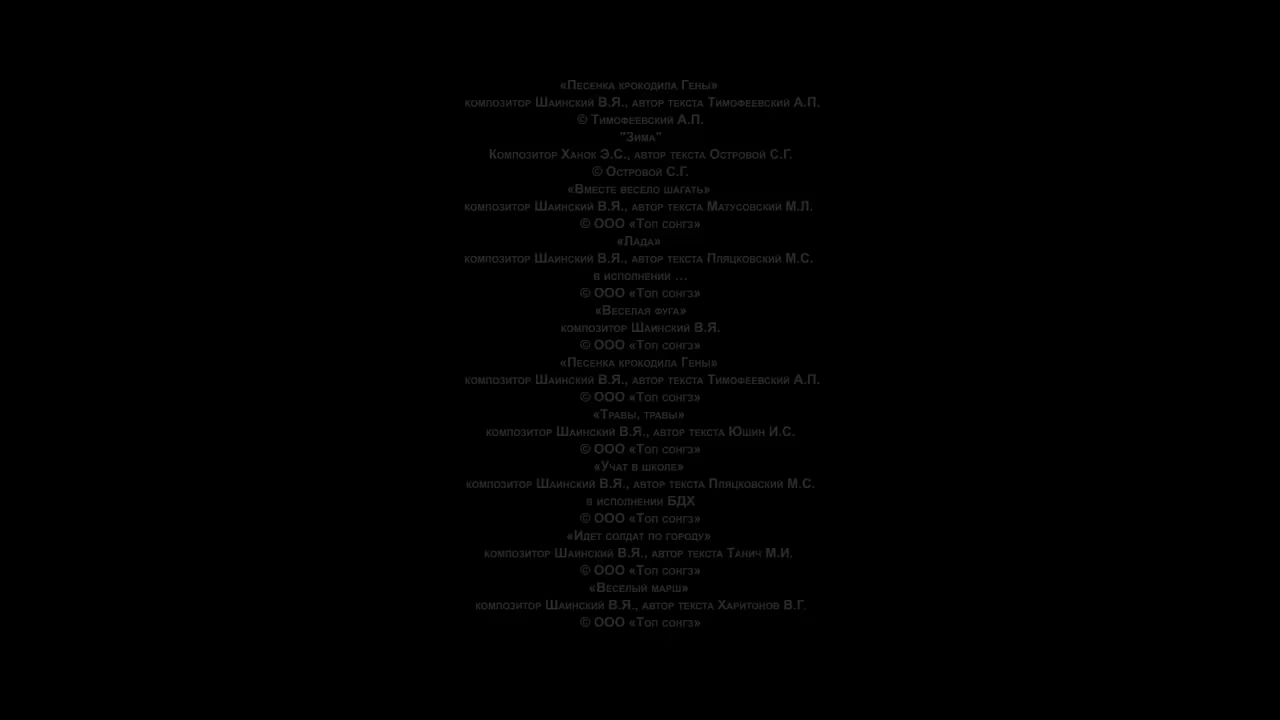 «Песенка крокодила Гены»
композитор Шаинский В.Я., автор текста Тимофеевский А.П.
© Тимофеевский А.П.
"Зима"
Композитор Ханок Э.С., автор текста Островой С.Г.
© Островой С.Г.
«Вместе весело шагать»
композитор Шаинский В.Я., автор текста Матусовский М.Л.
© ООО «Топ сонгз»
«Лада»
композитор Шаинский В.Я., автор текста Пляцковский М.С.
в исполнении ...
© ООО «Топ сонгз»
«Веселая фуга»
композитор Шаинский В.Я.
© ООО «Топ сонгз»
«Песенка крокодила Гены»
композитор Шаинский В.Я., автор текста Тимофеевский А.П.
© ООО «Топ сонгз»
«Травы, травы»
композитор Шаинский В.Я., автор текста Юшин И.С.
© ООО «Топ сонгз»
«Учат в школе»
композитор Шаинский В.Я., автор текста Пляцковский М.С.
в исполнении БДХ
© ООО «Топ сонгз»
«Идет солдат по городу»
композитор Шаинский В.Я., автор текста Танич М.И.
© ООО «Топ сонгз»
«Веселый марш»
композитор Шаинский В.Я., автор текста Харитонов В.Г.
© ООО «Топ сонгз»